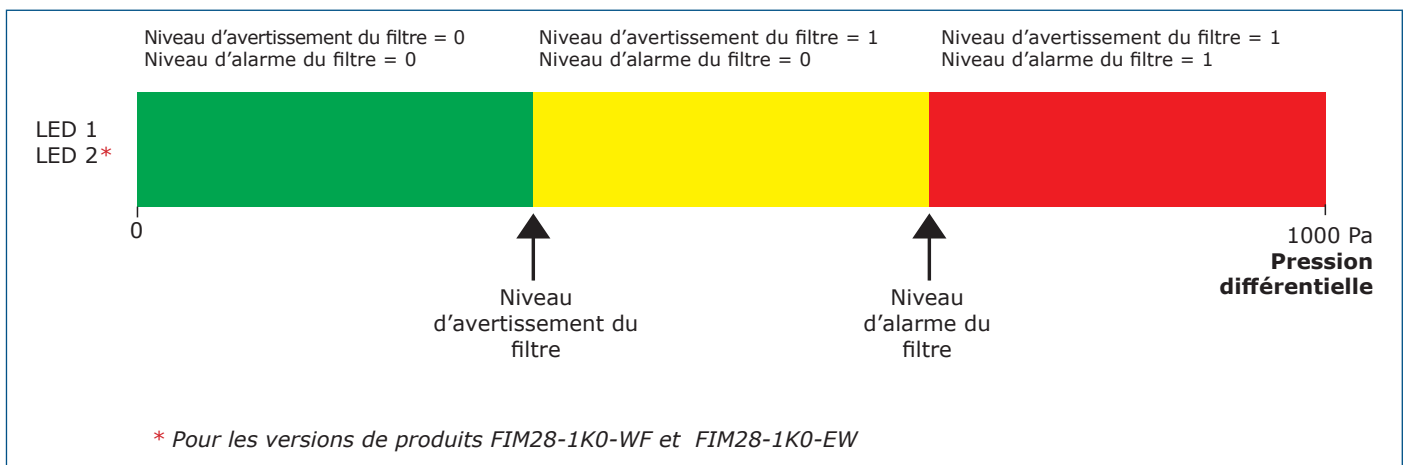 Niveau d'avertissement du filtre = 0
Niveau d'alarme du filtre = 0
Niveau d'avertissement du filtre = 1
Niveau d'alarme du filtre = 0
Niveau d'avertissement du filtre = 1
Niveau d'alarme du filtre = 1
LED 1
LED 2*
0
1000 Pa
Pression
différentielle
Niveau
d'avertissement du
filtre
Niveau
d'alarme du
filtre
* Pour les versions de produits FIM28-1K0-WF et FIM28-1K0-EW